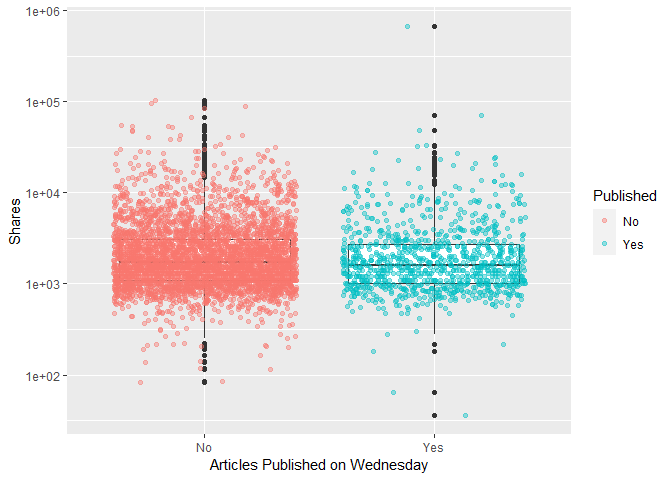 1e+06
1e+05
1e+04
1e+03
1e+02
Shares
No
Yes
Articles Published on Wednesday
Published
No
Yes